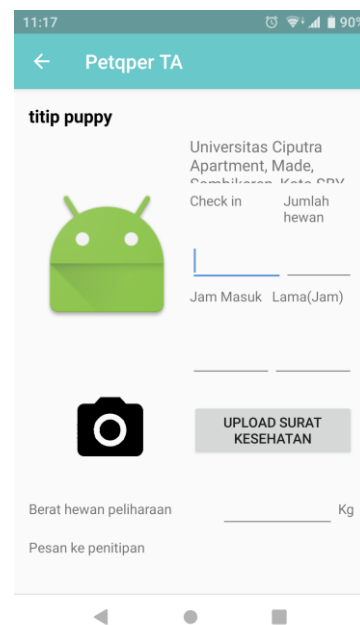 11:17
90%
Petqper TA
titip puppy
Universitas Ciputra
Apartment, Made,
Check in
Jumlah
hewan
Jam Masuk
Lama(Jam)
UPLOAD SURAT
KESEHATAN
Berat hewan peliharaan
Kg
Pesan ke penitipan